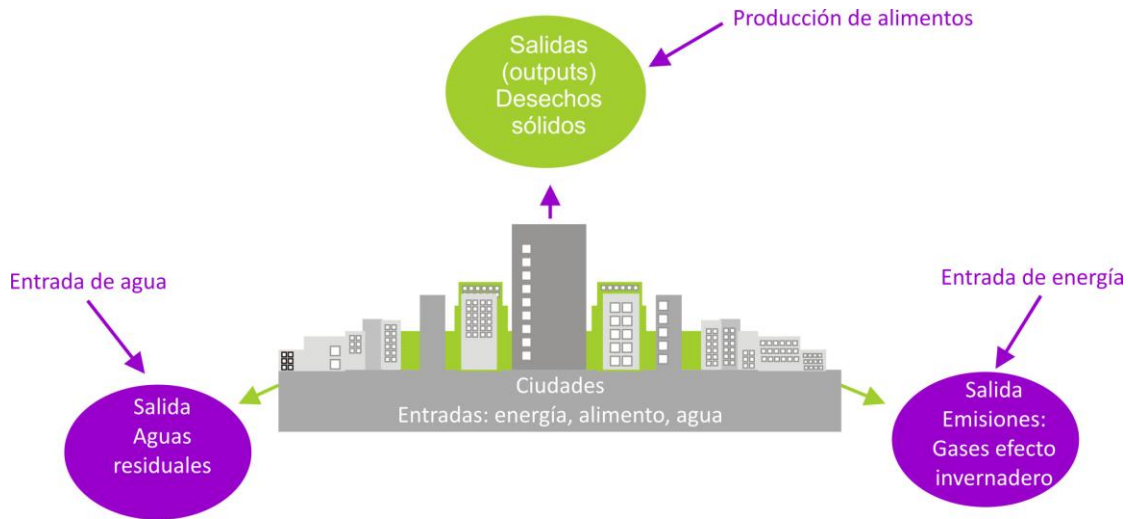 Producción de alimentos
Salidas
(outputs)
Desechos
sólidos
Entrada de agua
Entrada de energía
Ciudades
Entradas: energía, alimento, agua
Salida
Aguas
residuales
Salida
Emisiones:
Gases efecto
invernadero